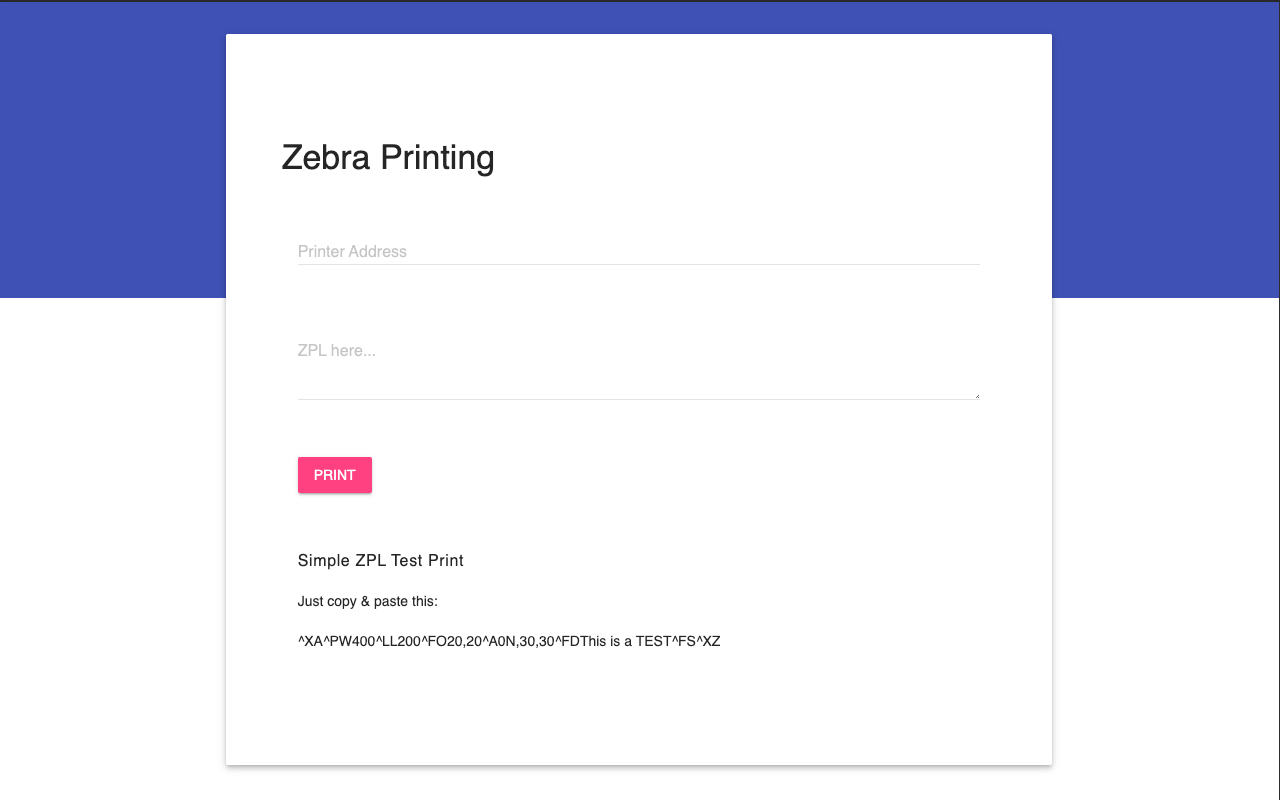 Zebra Printing
Printer Address
ZPL here...
PRINT
Simple ZPL Test Print
Just copy & paste this:
^XA^PW400^LL200^FO20,20^A0N,30,30^FDThis is a TEST^FS^XZ